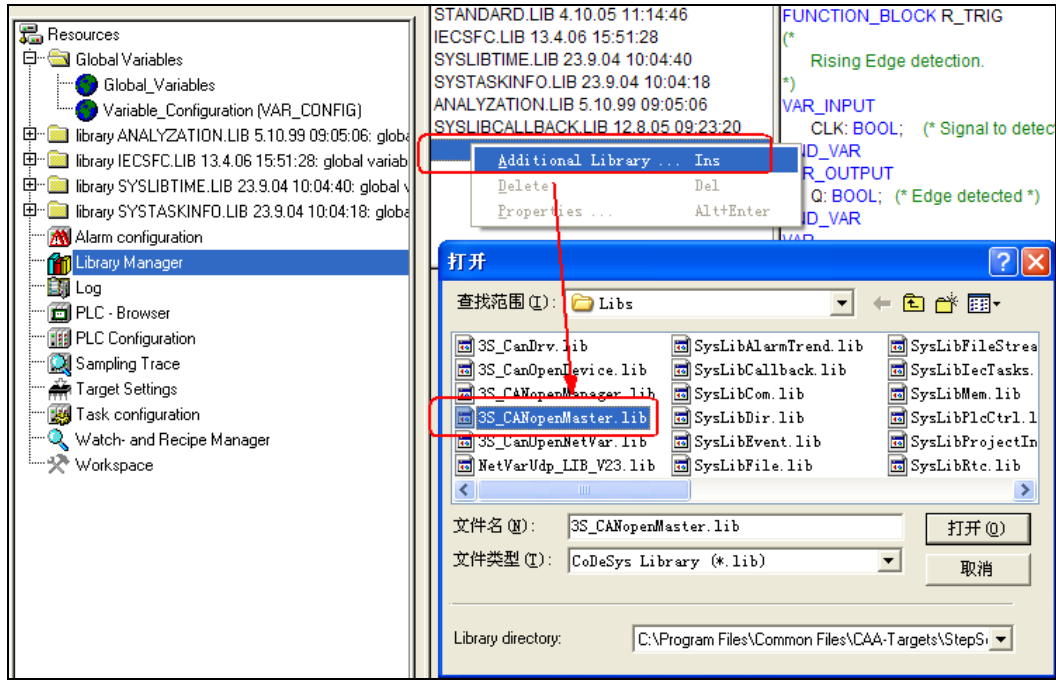 Resources
Global Variables
Global_Variables
Variable_Configuration (VAR_CONFIG)
library ANALYZATION.LIB 5.10.99 09:05:06: globa
library IECSFC.LIB 13.4.06 15:51:28: global variab
library SYSLIBTIME.LIB 23.9.04 10:04:40: global v
library SYSTASKINFO.LIB 23.9.04 10:04:18: globa
Alarm configuration
Library Manager
Log
PLC - Browser
PLC Configuration
Sampling Trace
Target Settings
Task configuration
Watch- and Recipe Manager
Workspace
STANDARD.LIB 4.10.05 11:14:46
IECSFC.LIB 13.4.06 15:51:28
SYSLIBTIME.LIB 23.9.04 10:04:40
SYSTASKINFO.LIB 23.9.04 10:04:18
ANALYZATION.LIB 5.10.99 09:05:06
SYSLIBCALLBACK.LIB 12.8.05 09:23:20
Additional Library ... Ins
Delete Del
Properties ... Alt+Enter
FUNCTION_BLOCK R_TRIG
(*
Rising Edge detection.
*)
VAR_INPUT
CLK: BOOL; (* Signal to detec
ND_VAR
R_OUTPUT
Q: BOOL; (* Edge detected *)
ND_VAR
VAR
打开
查找范围(I): Libs
3S_CanDrv.lib SysLibAlarmTrend.lib SysLibFileStrea
3S_CanOpenDevice.lib SysLibCallback.lib SysLibIecTasks.
3S_CANopenManager.lib SysLibCom.lib SysLibMem.lib
3S_CANopenMaster.lib SysLibDir.lib SysLibPlcCtrl.l
3S_CanOpenNetVar.lib SysLibEvent.lib SysLibProjectIn
NetVarUdp_LIB_V23.lib SysLibFile.lib SysLibRtc.lib
文件名(N): 3S_CANopenMaster.lib 打开(O)
文件类型(T): CoDeSys Library (*.lib) 取消
Library directory: C:\Program Files\Common Files\CAA-Targets\StepS